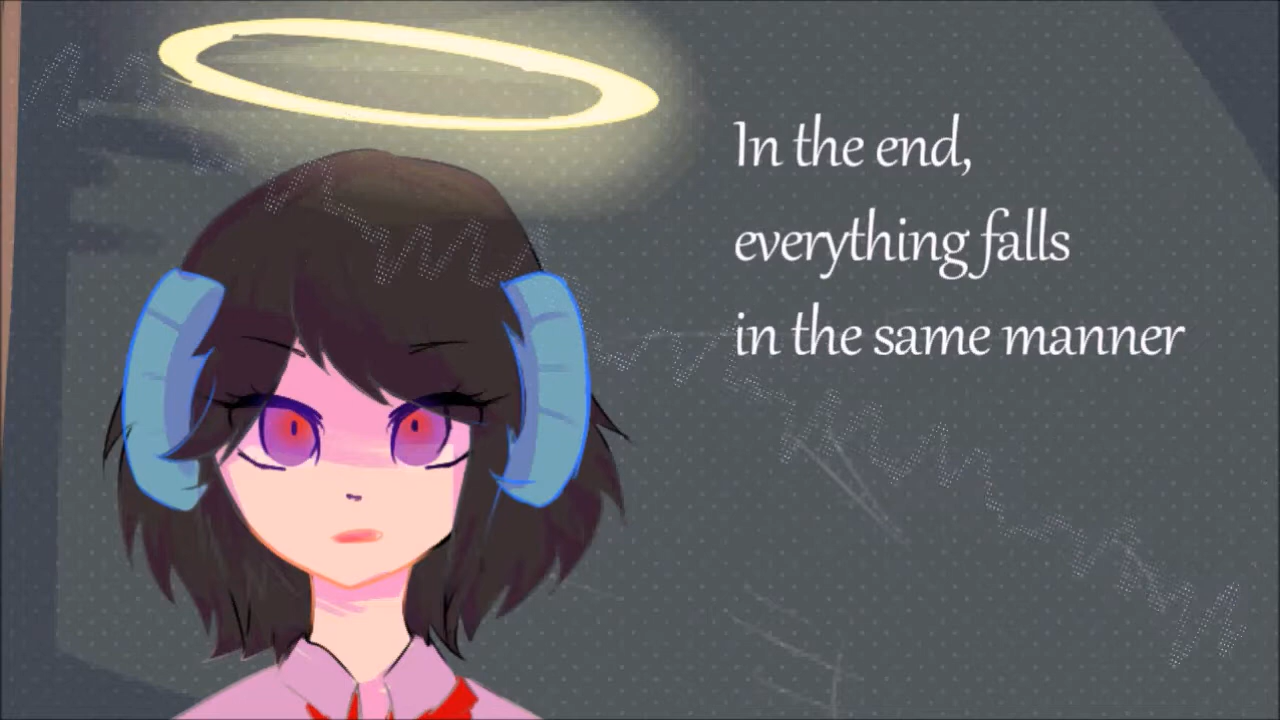 In the end,
everything falls
in the same manner